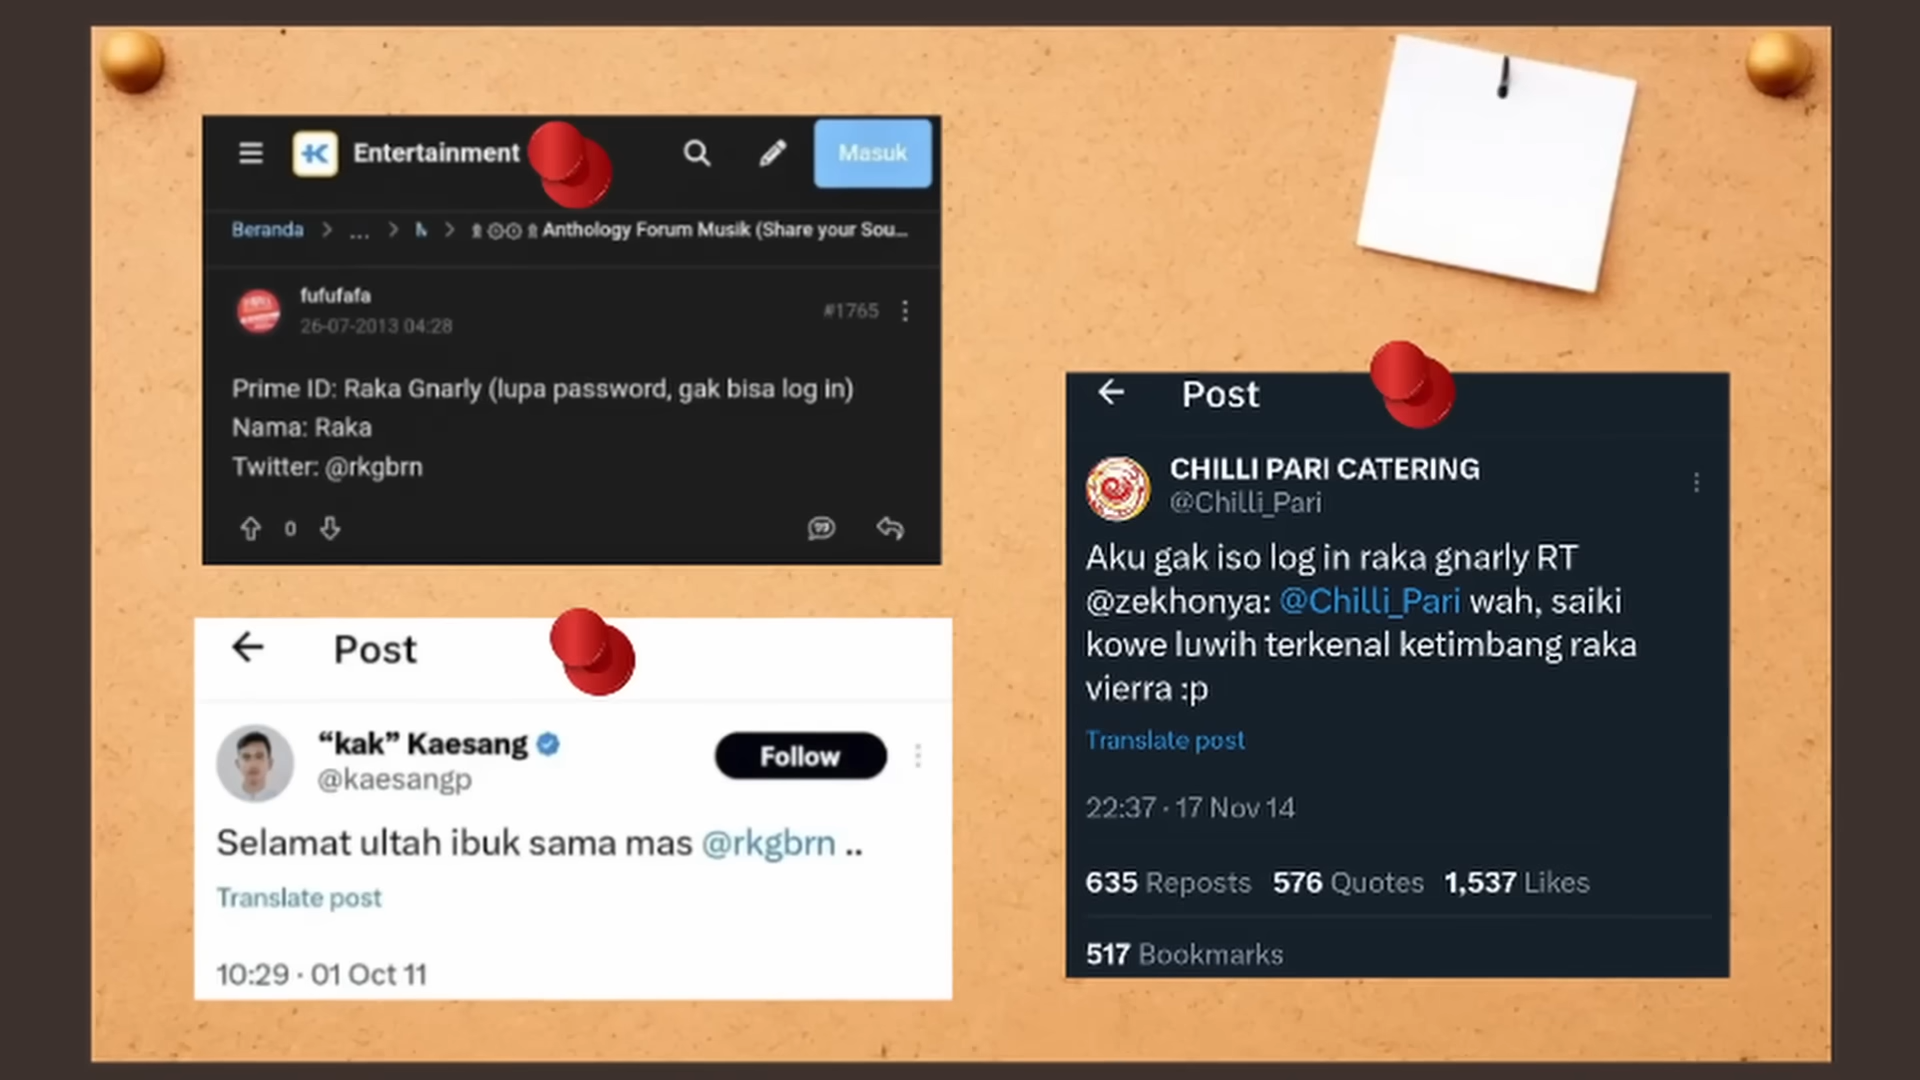 Entertainment
Masuk
Beranda > ... > > Anthology Forum Musik (Share your Sou...
fufufafa
26-07-2013 04:28
#1765
Prime ID: Raka Gnarly (lupa password, gak bisa log in)
Nama: Raka
Twitter: @rkgbrn
0
Post
“kak” Kaesang
@kaesangp
Follow
Selamat ultah ibuk sama mas @rkgbrn ..
Translate post
10:29 · 01 Oct 11
Post
CHILLI PARI CATERING
@Chilli_Pari
Aku gak iso log in raka gnarly RT
@zekhonya: @Chilli_Pari wah, saiki
kowe luwih terkenal ketimbang raka
vierra :p
Translate post
22:37 · 17 Nov 14
635 Reposts 576 Quotes 1,537 Likes
517 Bookmarks